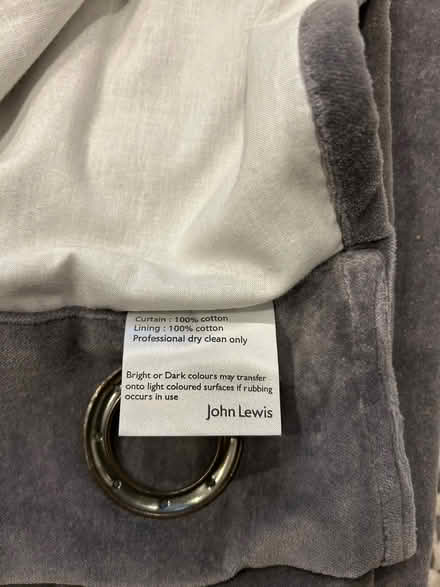 Curtain : 100% cotton
Lining : 100% cotton
Professional dry clean only
Bright or Dark colours may transfer
onto light coloured surfaces if rubbing
occurs in use
John Lewis